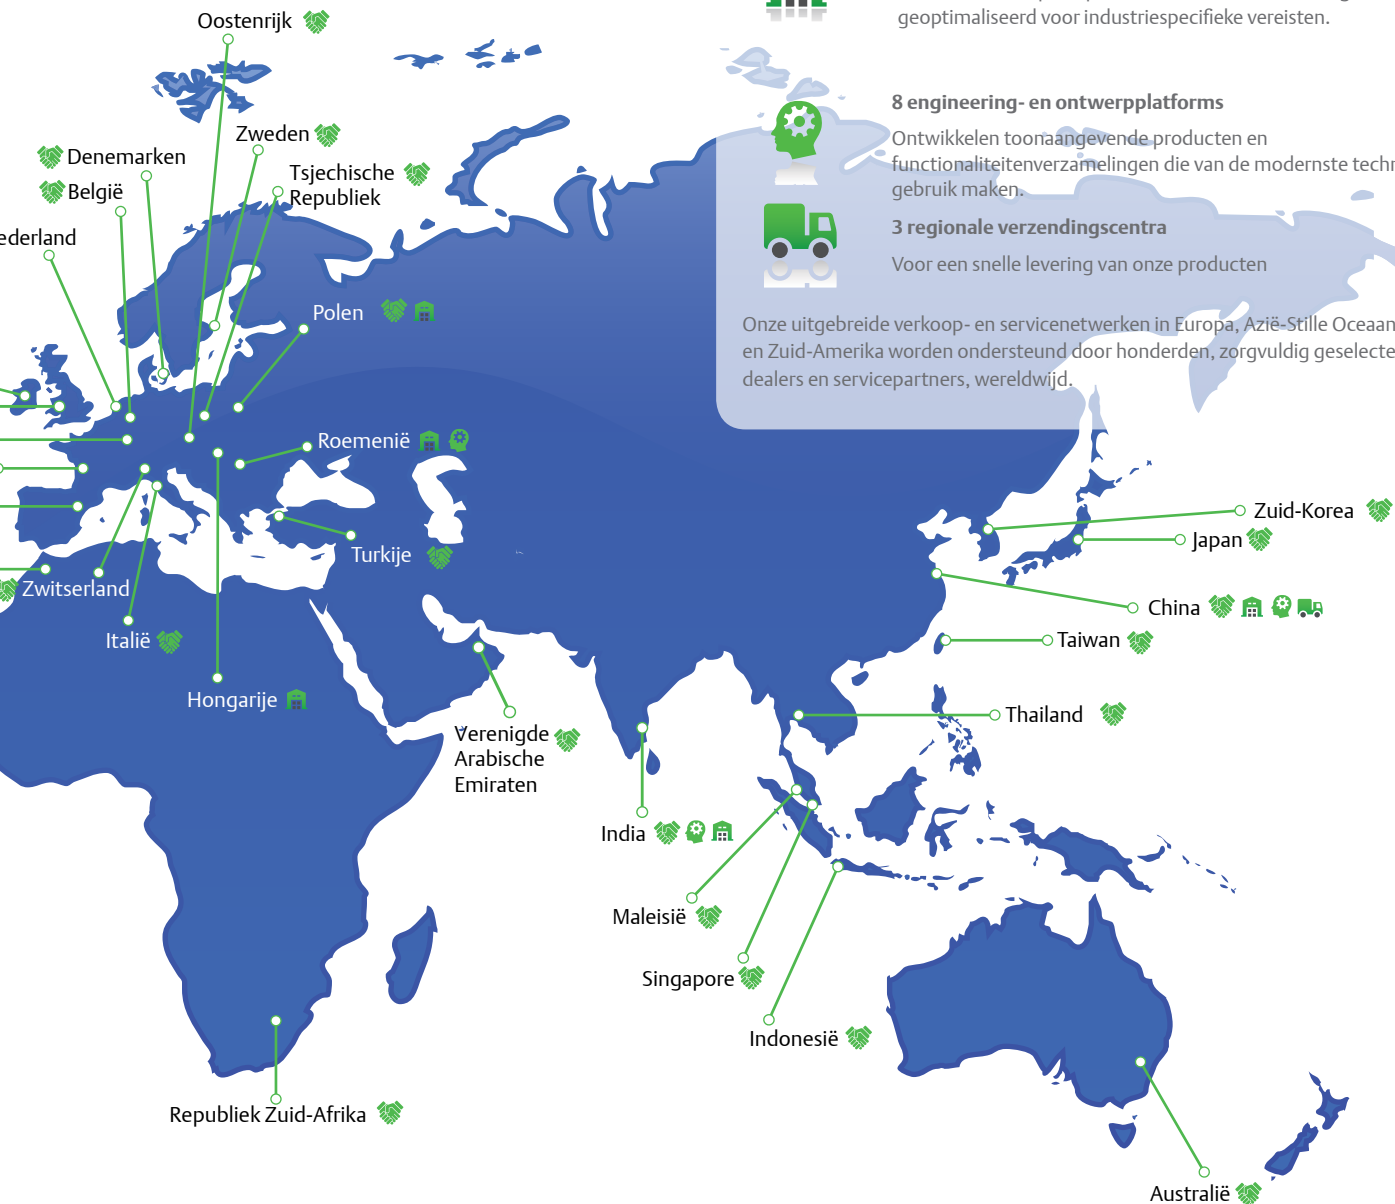 geoptimaliseerd voor industriespecifieke vereisten.
8 engineering- en ontwerpplatforms
Ontwikkelen toonaangevende producten en
functionaliteitenverzamelingen die van de modernste techn
gebruik maken.
3 regionale verzendingscentra
Voor een snelle levering van onze producten
Onze uitgebreide verkoop- en servicenetwerken in Europa, Azië-Stille Oceaan
en Zuid-Amerika worden ondersteund door honderden, zorgvuldig geselecte
dealers en servicepartners, wereldwijd.
Oostenrijk
Zweden
Denemarken
Tsjechische
Republiek
België
ederland
Polen
Roemenië
Turkije
Zwitserland
Italië
Hongarije
Verenigde
Arabische
Emiraten
Zuid-Korea
Japan
China
Taiwan
Thailand
India
Maleisië
Singapore
Indonesië
Republiek Zuid-Afrika
Australië